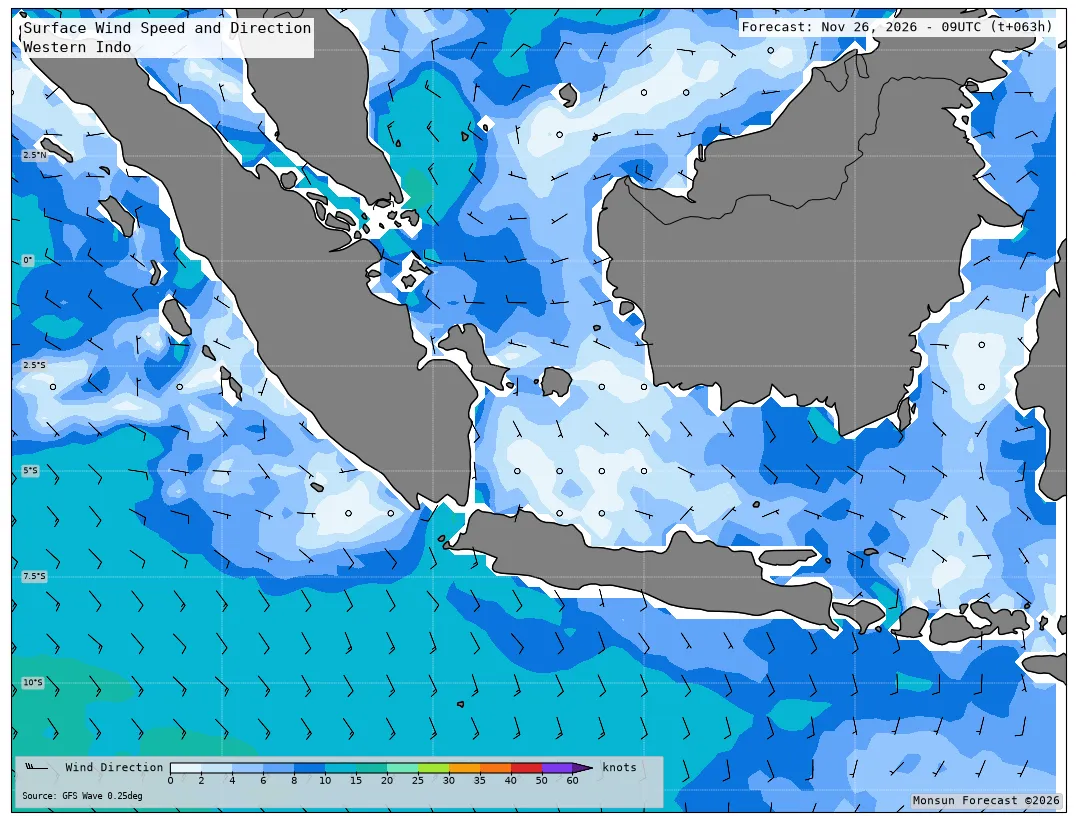 Surface Wind Speed and Direction
Western Indo
Forecast: Nov 26, 2026 - 09UTC (t+063h)
2.5°N
0°
2.5°S
5°S
7.5°S
10°S
Wind Direction
0 2 4 6 8 10 15 20 25 30 35 40 50 60
knots
Source: GFS Wave 0.25deg
Monsun Forecast ©2026